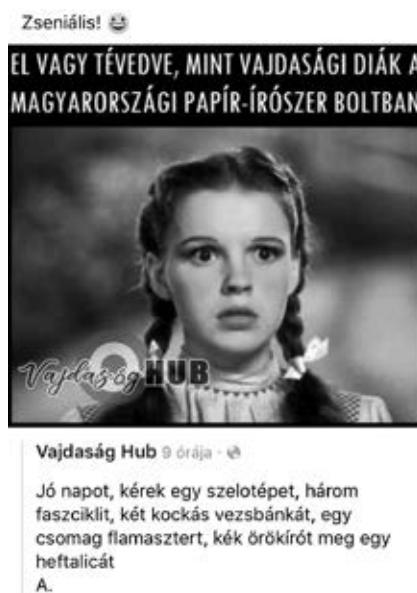 Zseniális! 😃
EL VAGY TÉVEDVE, MINT VAJDASÁGI DIÁK A
MAGYARORSZÁGI PAPÍR-ÍRÓSZER BOLTBAN
Vajdaság HUB
Vajdaság Hub 9 órája ·
Jó napot, kérek egy szelotépet, három
fasziklit, két kockás vezsbánkát, egy
csomag flamasztert, kék örökírót meg egy
heftalicát
A.